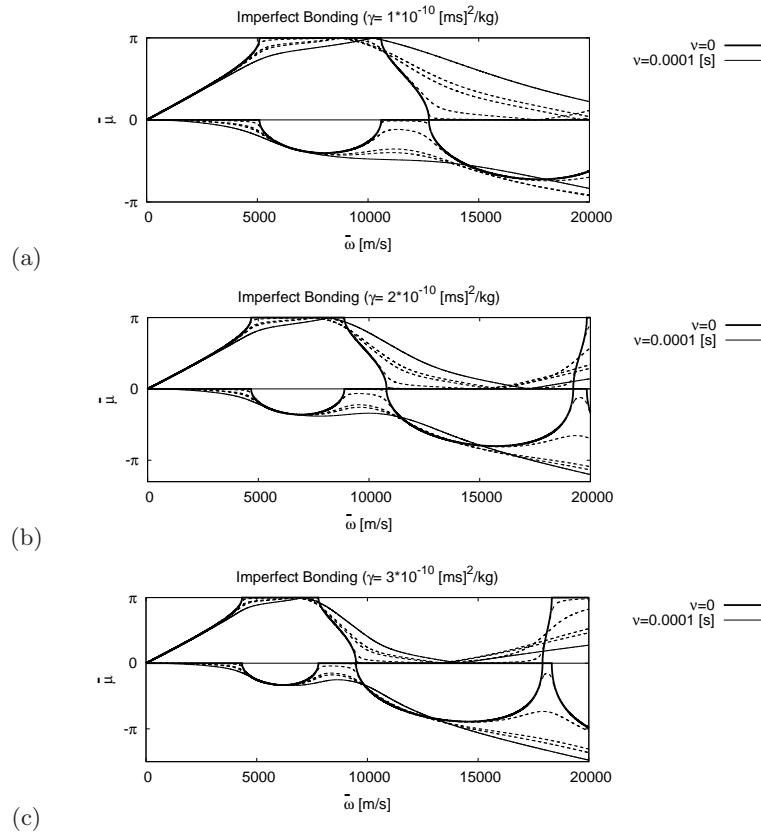 Imperfect Bonding (γ= 1*10⁻¹⁰ [ms]²/kg)
ν=0
ν=0.0001 [s]
π
0
-π
μ̄
0 5000 10000 15000 20000
ω̄ [m/s]
(a)
Imperfect Bonding (γ= 2*10⁻¹⁰ [ms]²/kg)
ν=0
ν=0.0001 [s]
π
0
-π
μ̄
0 5000 10000 15000 20000
ω̄ [m/s]
(b)
Imperfect Bonding (γ= 3*10⁻¹⁰ [ms]²/kg)
ν=0
ν=0.0001 [s]
π
0
-π
μ̄
0 5000 10000 15000 20000
ω̄ [m/s]
(c)